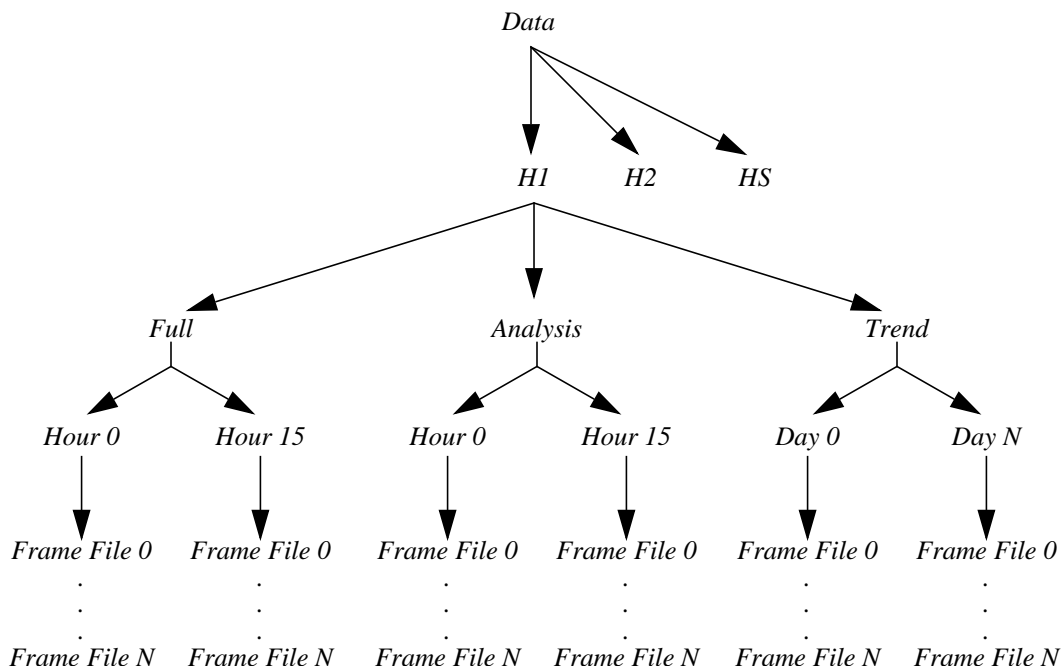 Data
H1 H2 HS
Full Analysis Trend
Hour 0 Hour 15 Hour 0 Hour 15 Day 0 Day N
Frame File 0 Frame File 0 Frame File 0 Frame File 0 Frame File 0 Frame File 0
. . . . . .
. . . . . .
. . . . . .
Frame File N Frame File N Frame File N Frame File N Frame File N Frame File N